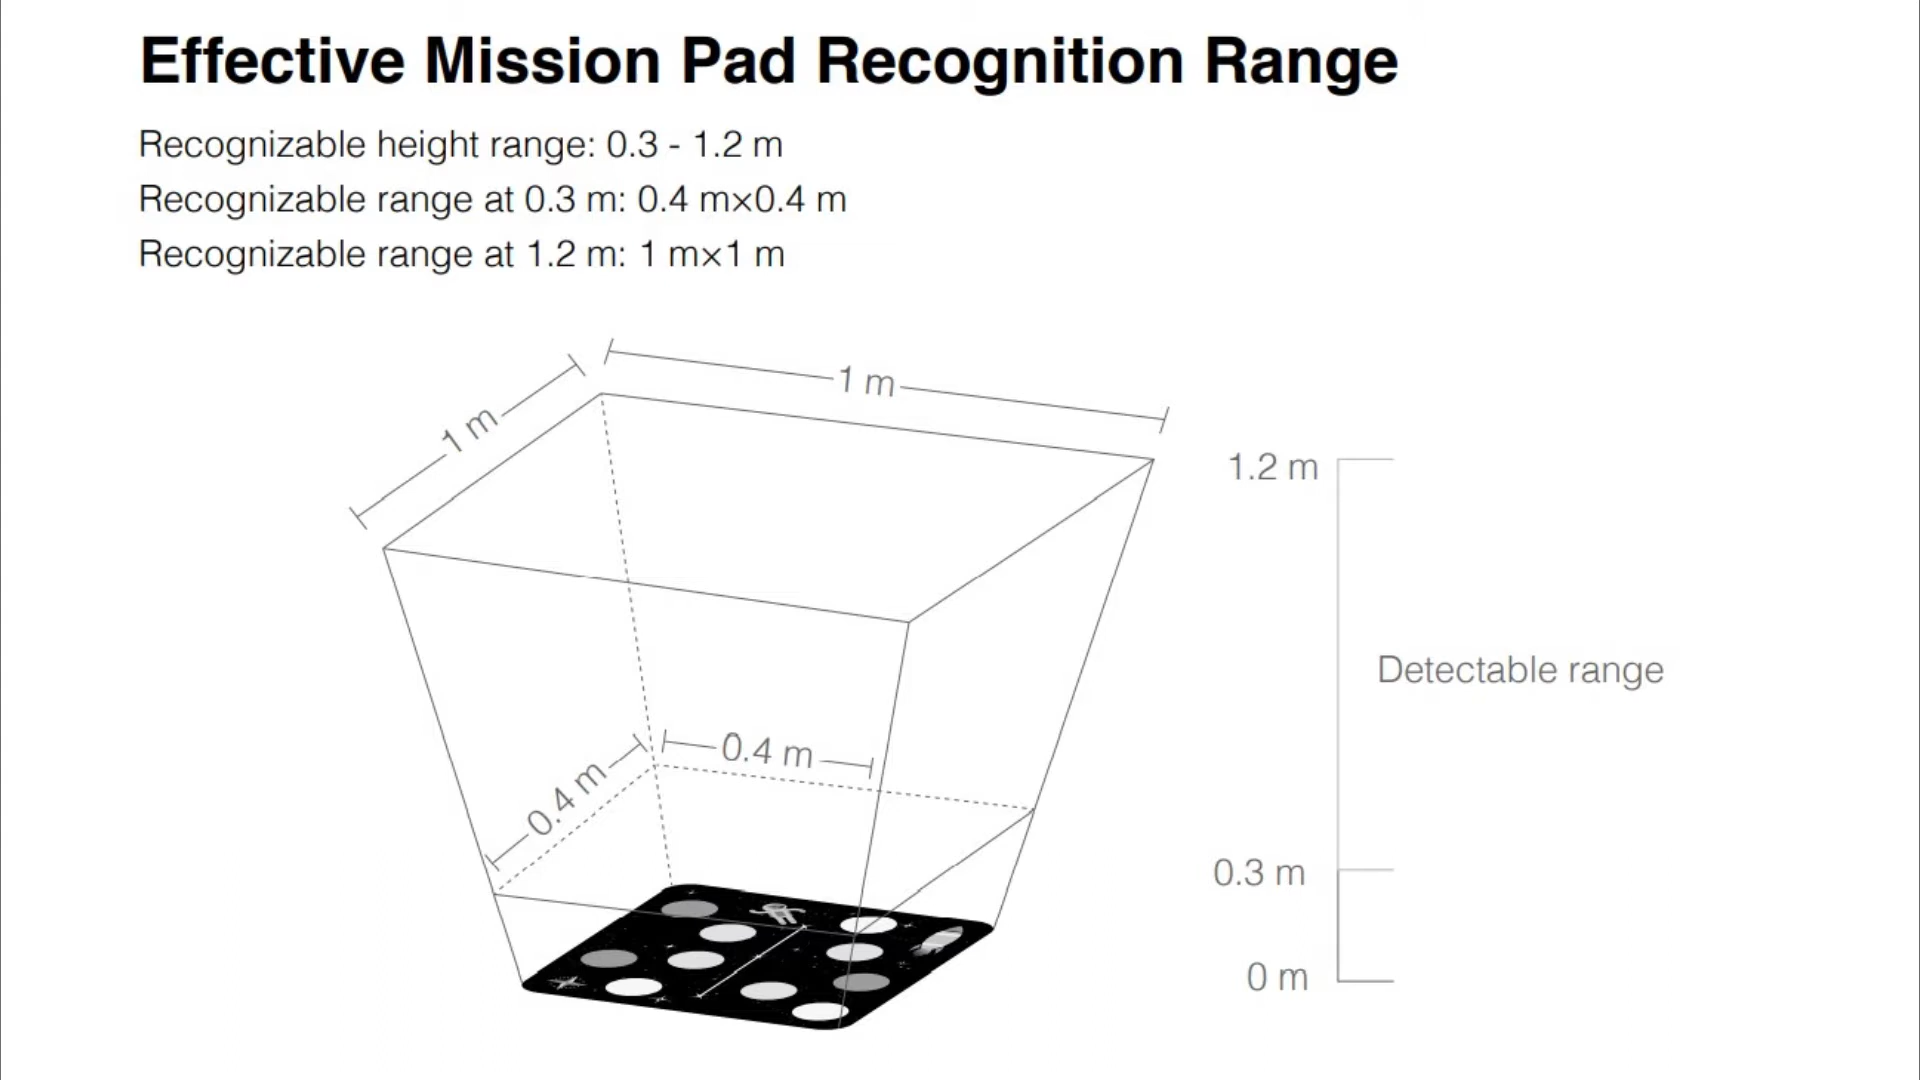 Effective Mission Pad Recognition Range
Recognizable height range: 0.3 - 1.2 m
Recognizable range at 0.3 m: 0.4 m×0.4 m
Recognizable range at 1.2 m: 1 m×1 m
1 m
1 m
1.2 m
Detectable range
0.4 m
0.4 m
0.3 m
0 m